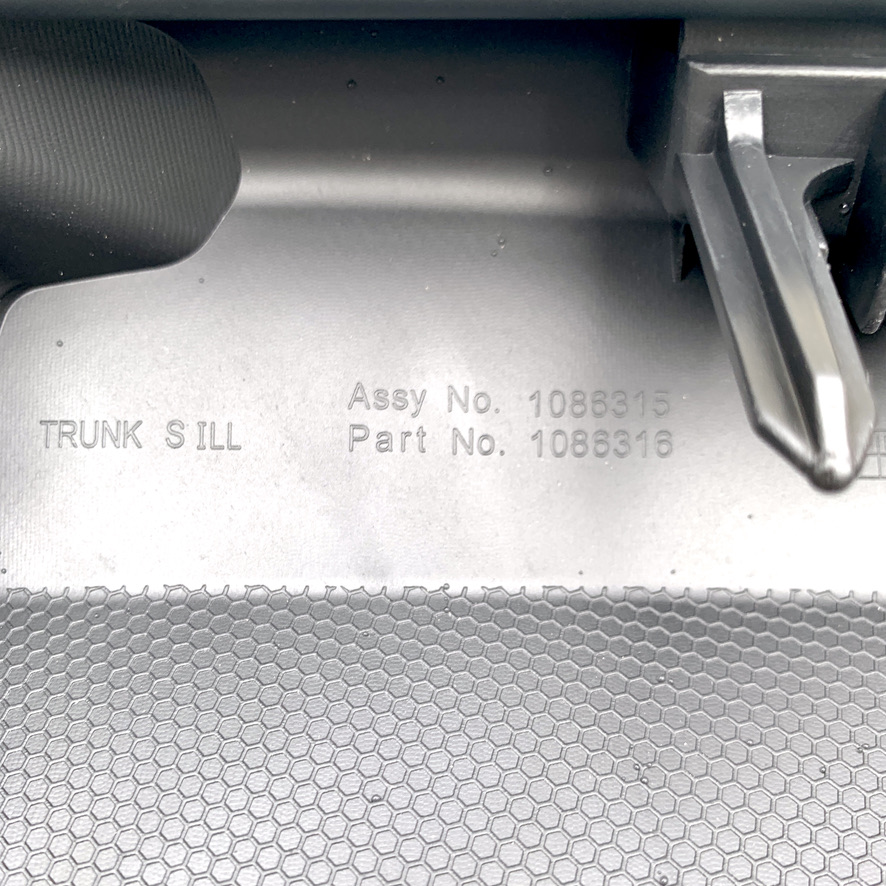 TRUNK SILL
Assy No. 1086315
Part No. 1086316